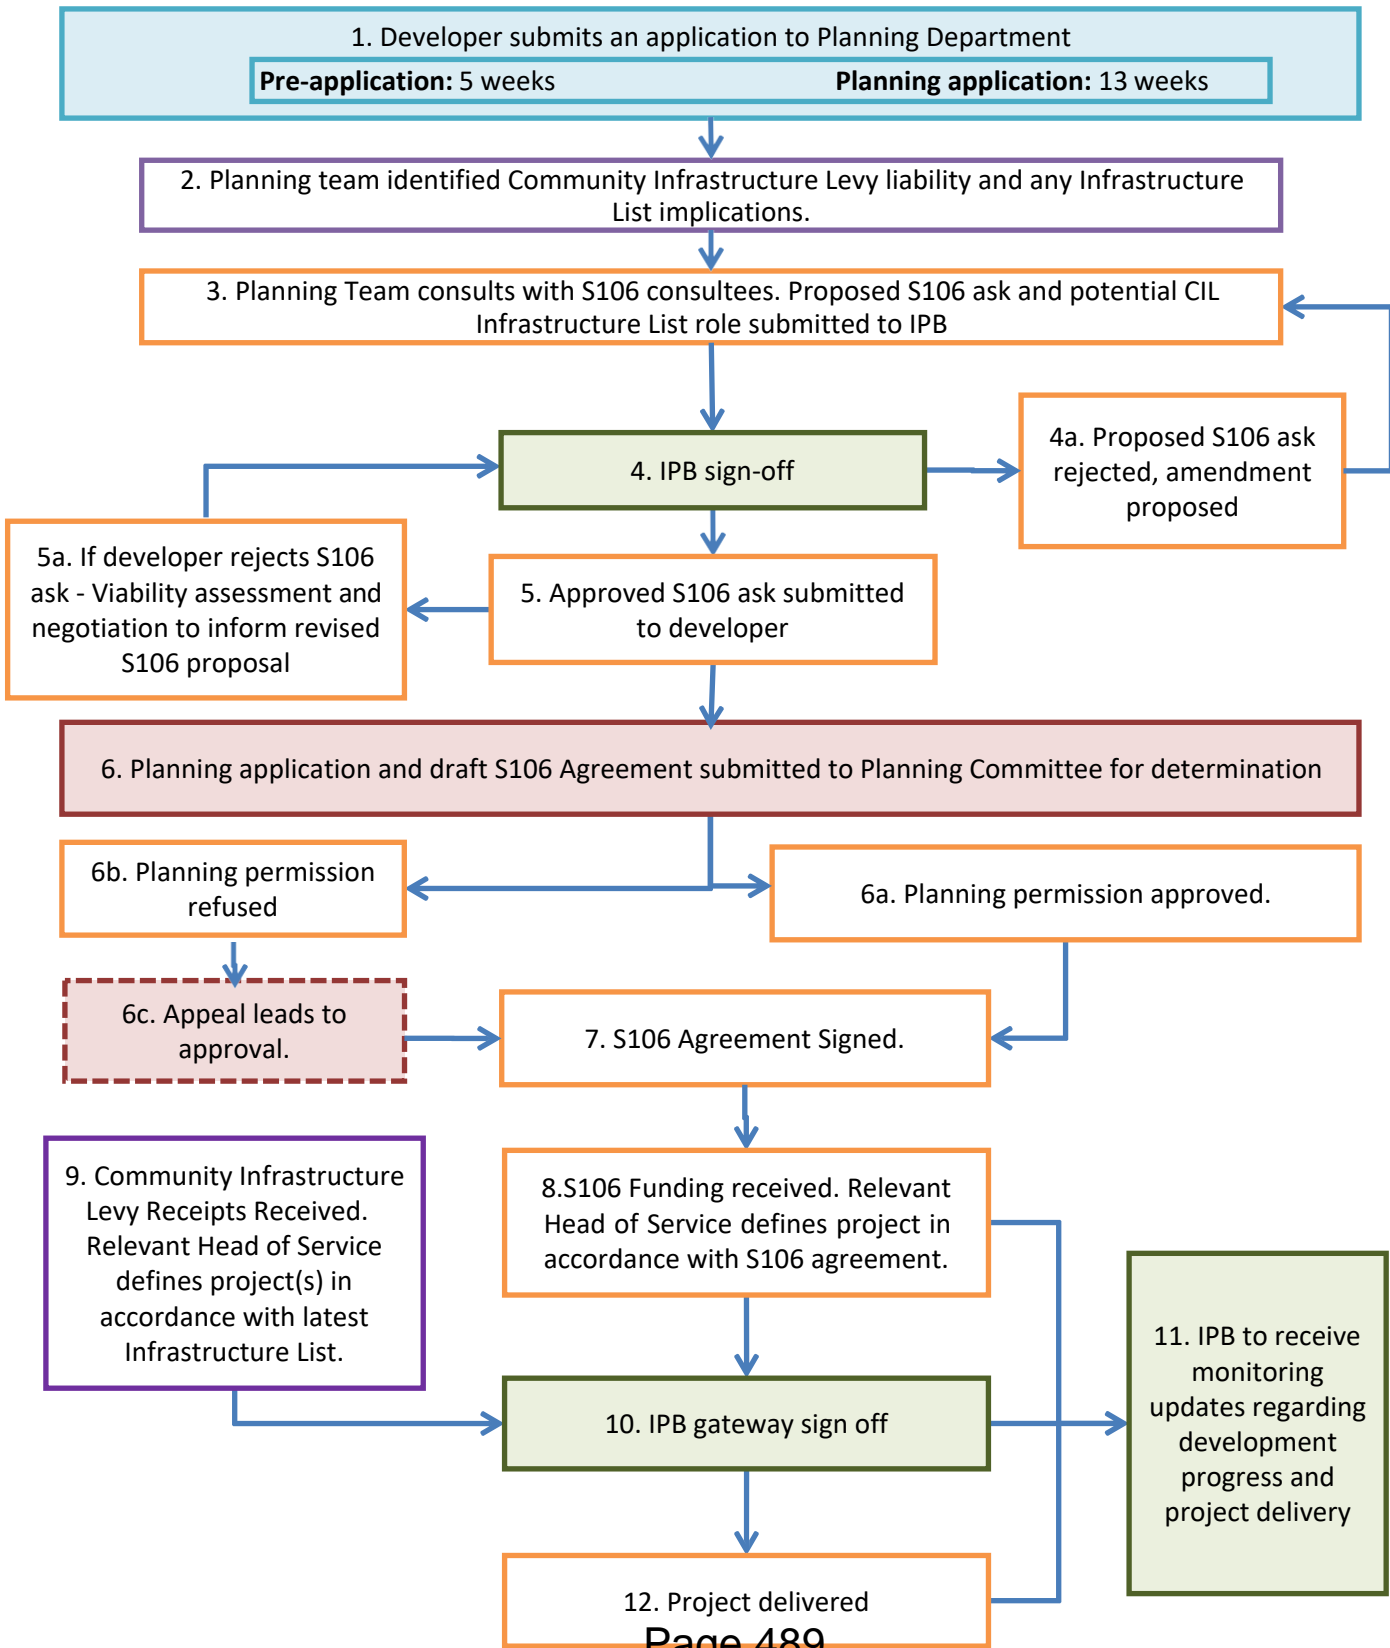 1. Developer submits an application to Planning Department
Pre-application: 5 weeks Planning application: 13 weeks
2. Planning team identified Community Infrastructure Levy liability and any Infrastructure
List implications.
3. Planning Team consults with S106 consultees. Proposed S106 ask and potential CIL
Infrastructure List role submitted to IPB
4a. Proposed S106 ask
rejected, amendment
proposed
4. IPB sign-off
5a. If developer rejects S106
ask - Viability assessment and
negotiation to inform revised
S106 proposal
5. Approved S106 ask submitted
to developer
6. Planning application and draft S106 Agreement submitted to Planning Committee for determination
6b. Planning permission
refused
6a. Planning permission approved.
6c. Appeal leads to
approval.
7. S106 Agreement Signed.
9. Community Infrastructure
Levy Receipts Received.
Relevant Head of Service
defines project(s) in
accordance with latest
Infrastructure List.
8.S106 Funding received. Relevant
Head of Service defines project in
accordance with S106 agreement.
11. IPB to receive
monitoring
updates regarding
development
progress and
project delivery
10. IPB gateway sign off
12. Project delivered
Page 489